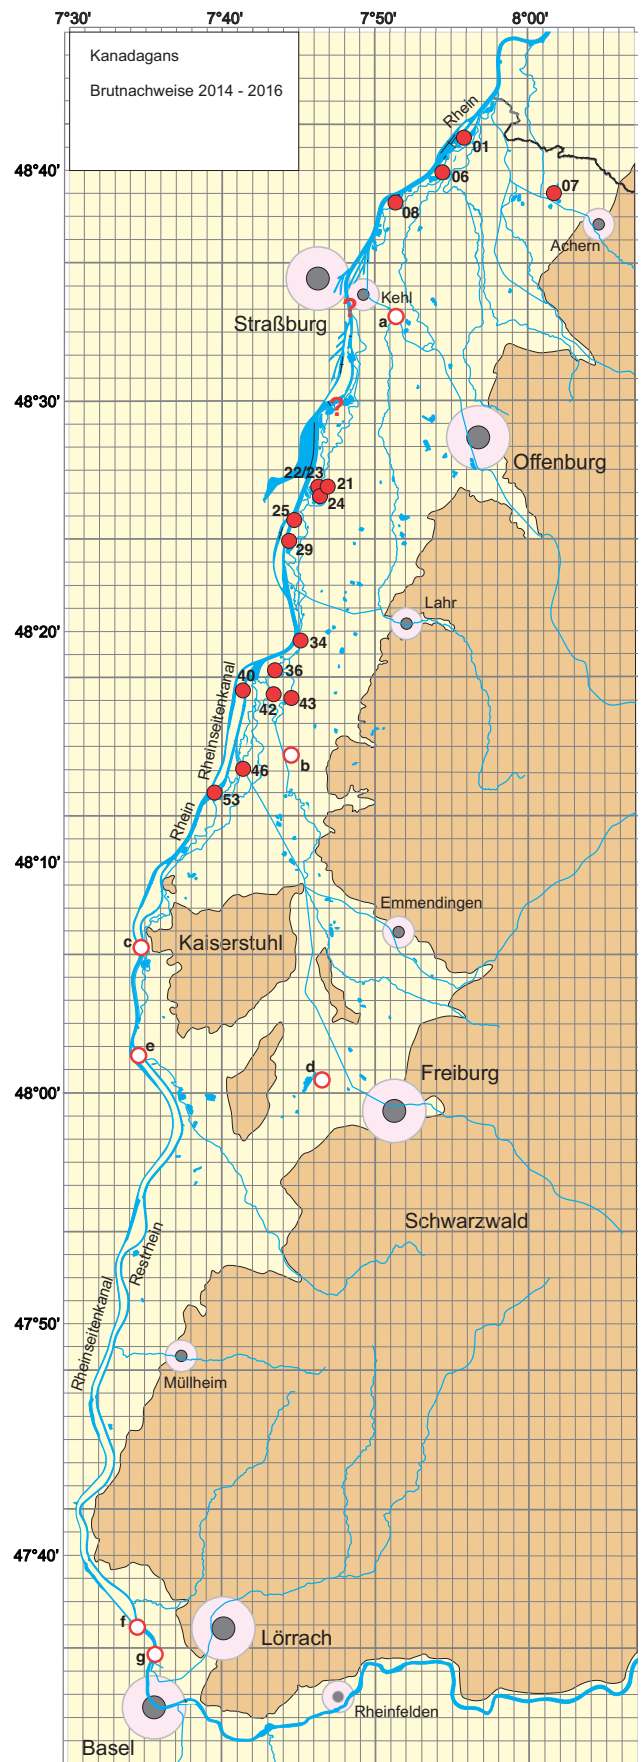 7°30' 7°40' 7°50' 8°00'
Kanadagans
Brutnachweise 2014 - 2016
Rhein
01
48°40'
06
07
08
Achern
Kehl
a
Straßburg
?
48°30'
?
Offenburg
22/23
21
24
25
29
Lahr
48°20'
34
36
40
42
43
Rheinseitenkanal
b
46
53
Rhein
48°10'
Emmendingen
c
Kaiserstuhl
e
d
Freiburg
48°00'
Schwarzwald
Restrhein
Rheinseitenkanal
47°50'
Müllheim
47°40'
f
Lörrach
g
Rheinfelden
Basel